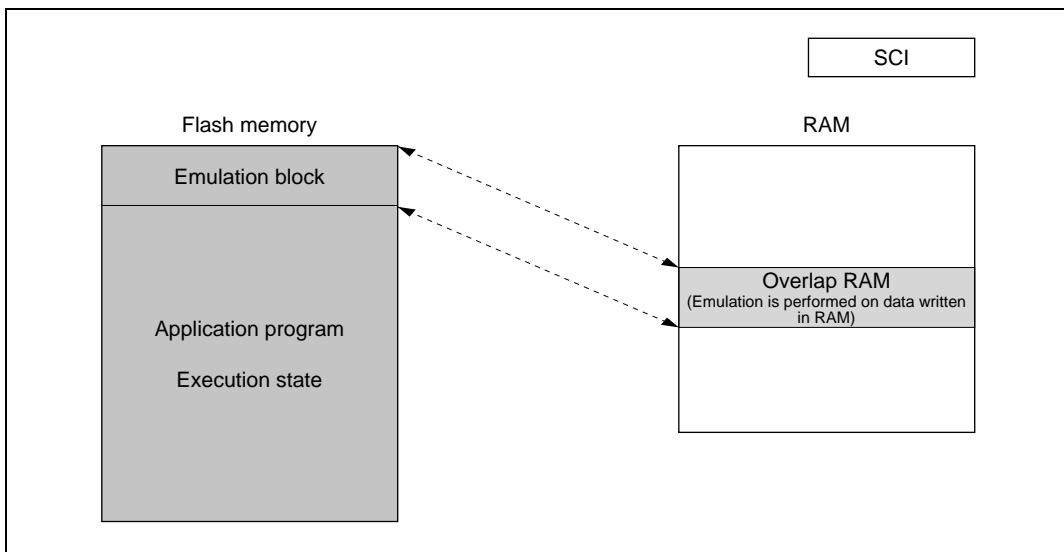 SCI
Flash memory
RAM
Emulation block
Application program
Execution state
Overlap RAM
(Emulation is performed on data written
in RAM)